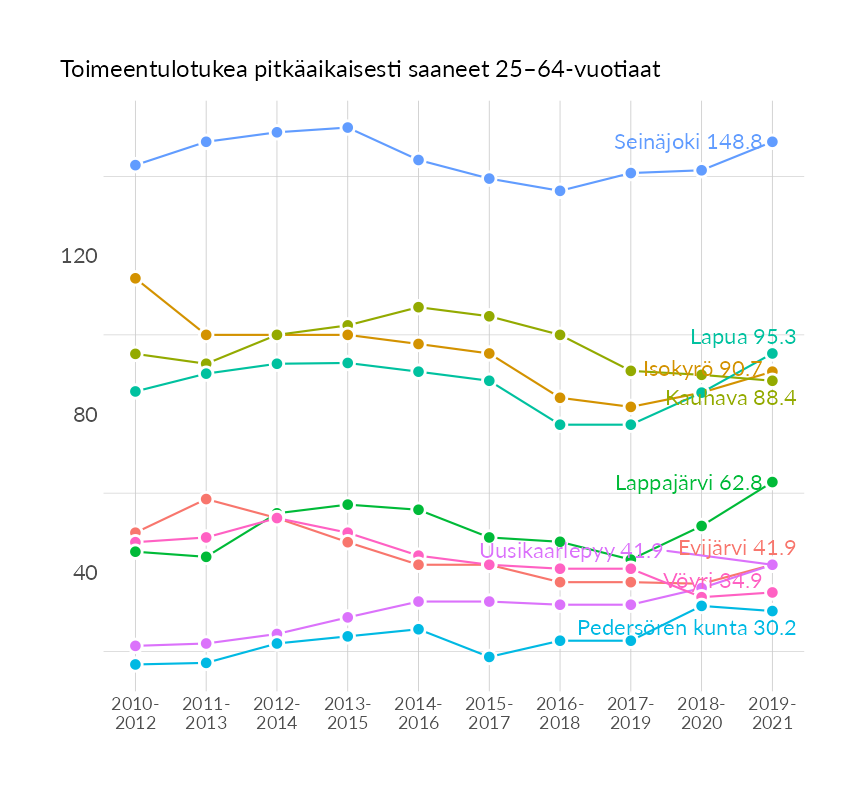 Toimeentulotukea pitkäaikaisesti saaneet 25–64-vuotiaat
Seinäjoki 148.8
120
Lapua 95.3
Isokyrö 90.7
Kauhava 88.4
80
Lappajärvi 62.8
Uusikaarlepyy 41.9
Evijärvi 41.9
40
Vöyri 34.9
Pedersören kunta 30.2
2010- 2011- 2012- 2013- 2014- 2015- 2016- 2017- 2018- 2019-
2012 2013 2014 2015 2016 2017 2018 2019 2020 2021